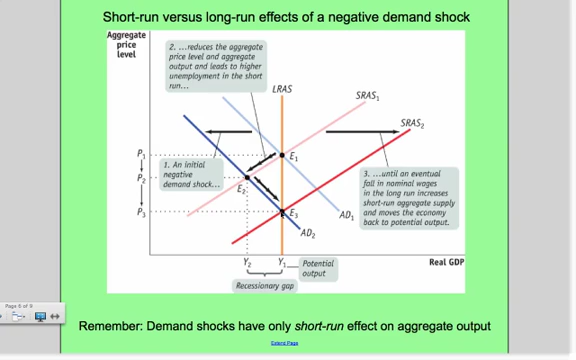 Short-run versus long-run effects of a negative demand shock
Aggregate
price
level
2. ...reduces the aggregate
price level and aggregate
output and leads to higher
unemployment in the short
run...
LRAS
SRAS1
SRAS2
P1
P2
P3
1. An initial
negative
demand shock...
E1
E2
E3
3. ...until an eventual
fall in nominal wages
in the long run increases
short-run aggregate supply
and moves the economy
back to potential output.
AD1
AD2
Y2
Y1
Potential
output
Real GDP
Recessionary gap
Page 8 of 9
Remember: Demand shocks have only short-run effect on aggregate output
Extend Page